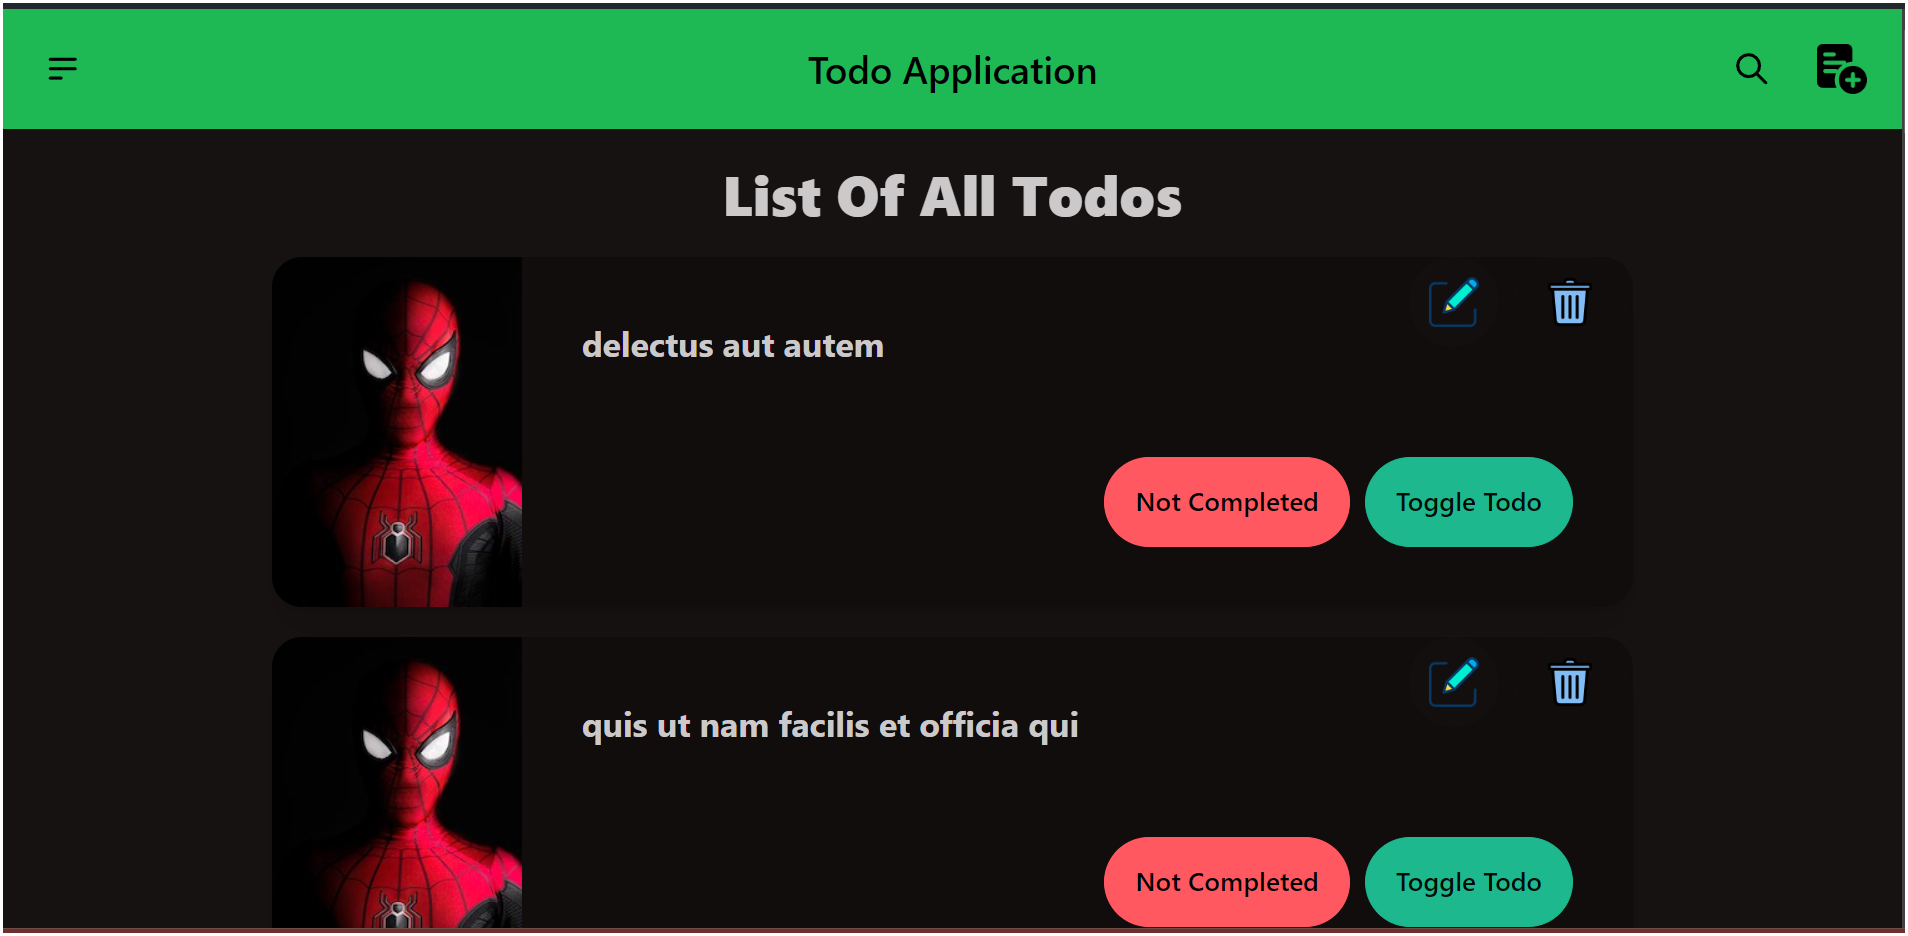 Todo Application
List Of All Todos
delectus aut autem
Not Completed
Toggle Todo
quis ut nam facilis et officia qui
Not Completed
Toggle Todo